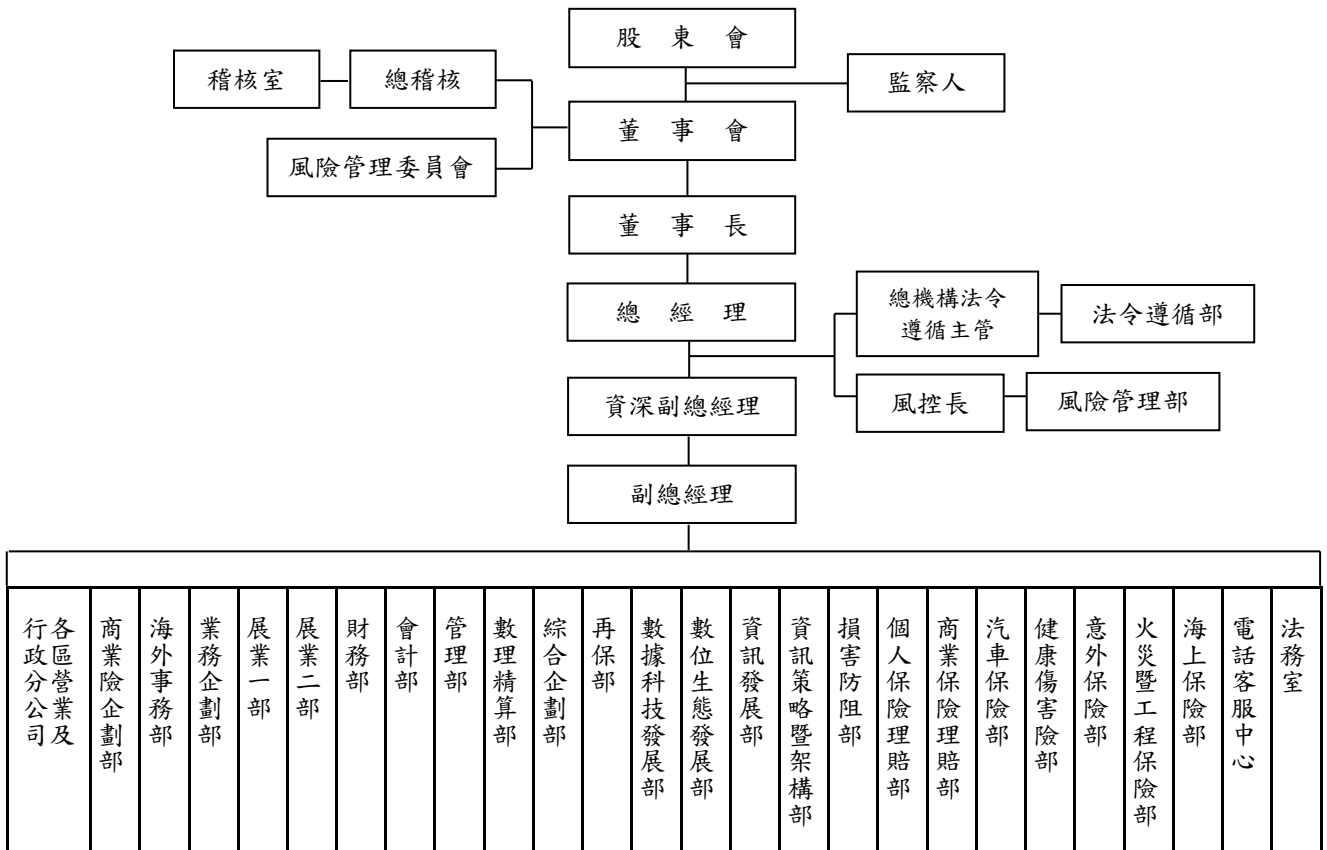 股東會
監察人
稽核室
總稽核
董事會
風險管理委員會
董事長
總經理
總機構法令
遵循主管
法令遵循部
資深副總經理
風控長
風險管理部
副總經理
各區營業及
行政分公司
商業險企劃部
海外事務部
業務企劃部
展業一部
展業二部
財務部
會計部
管理部
數理精算部
綜合企劃部
再保部
數據科技發展部
數位生態發展部
資訊發展部
資訊策略暨架構部
損害防阻部
個人保險理賠部
商業保險理賠部
汽車保險部
健康傷害險部
意外保險部
火災暨工程保險部
海上保險部
電話客服中心
法務室